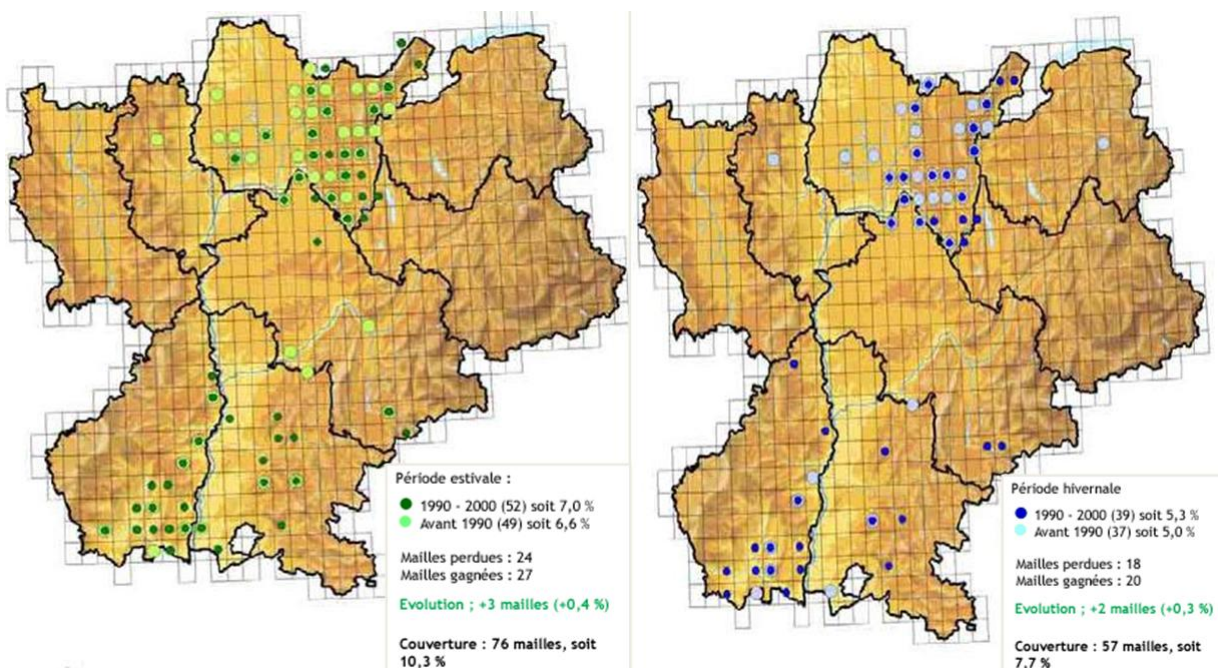 Période estivale :
1990 - 2000 (52) soit 7,0 %
Avant 1990 (49) soit 6,6 %
Mailles perdues : 24
Mailles gagnées : 27
Evolution ; +3 mailles (+0,4 %)
Couverture : 76 mailles, soit
10,3 %
Période hivernale
1990 - 2000 (39) soit 5,3 %
Avant 1990 (37) soit 5,0 %
Mailles perdues : 18
Mailles gagnées : 20
Evolution ; +2 mailles (+0,3 %)
Couverture : 57 mailles, soit
7,7 %